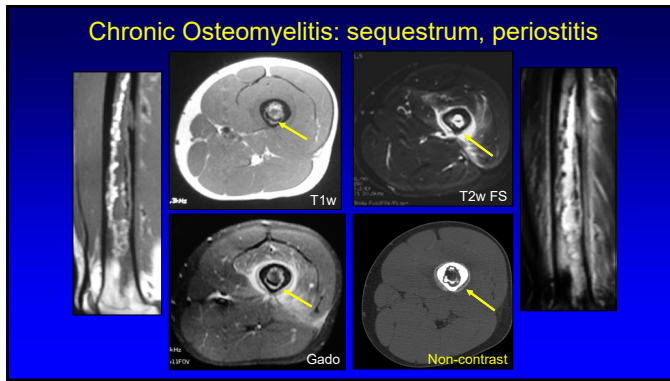 Chronic Osteomyelitis: sequestrum, periostitis
T1w
T2w FS
Gado
Non-contrast